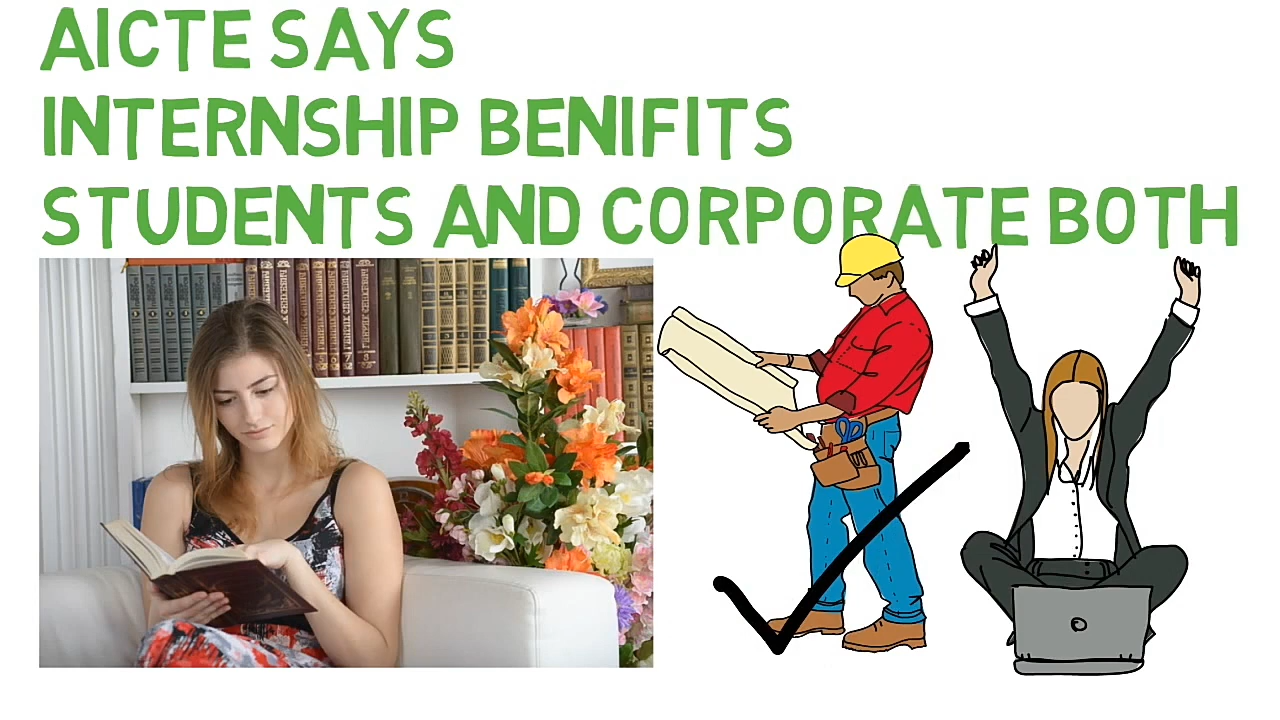 AICTE SAYS
INTERNSHIP BENIFITS
STUDENTS AND CORPORATE BOTH